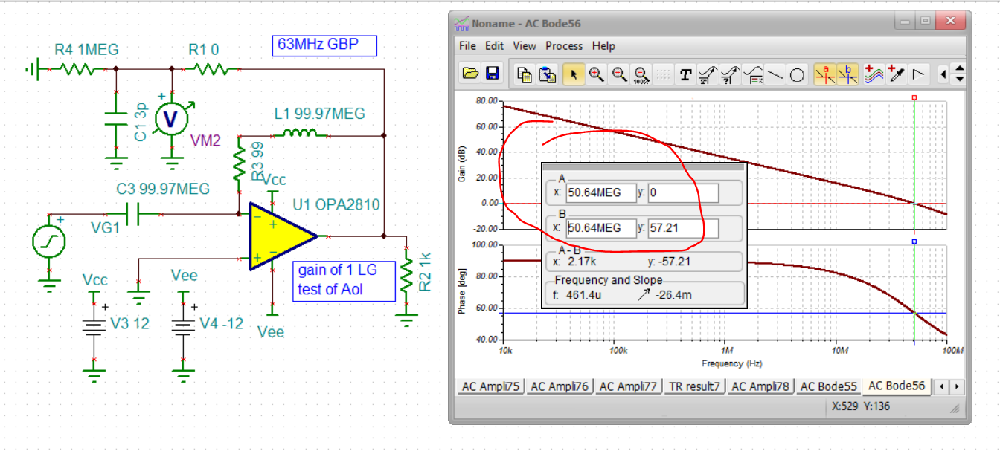 63MHz GBP
R4 1MEG
R1 0
C1 3p
+
V
VM2
L1 99.97MEG
R3 99
Vcc
C3 99.97MEG
U1 OPA2810
+
VG1
−
+
+
−
gain of 1 LG
test of Aol
R2 1k
Vcc
Vee
+
+
V3 12
V4 -12
Vee
Noname - AC Bode56
File Edit View Process Help
100%
T
a
b
80.00
60.00
40.00
20.00
0.00
-20.00
Gain (dB)
100.00
80.00
60.00
40.00
Phase [deg]
10k 100k 1M 10M 100M
Frequency (Hz)
A
x: 50.64MEG y: 0
B
x: 50.64MEG y: 57.21
A - B
x: 2.17k y: -57.21
Frequency and Slope
f: 461.4u -26.4m
AC Ampli75 AC Ampli76 AC Ampli77 TR result7 AC Ampli78 AC Bode55 AC Bode56
X:529 Y:136